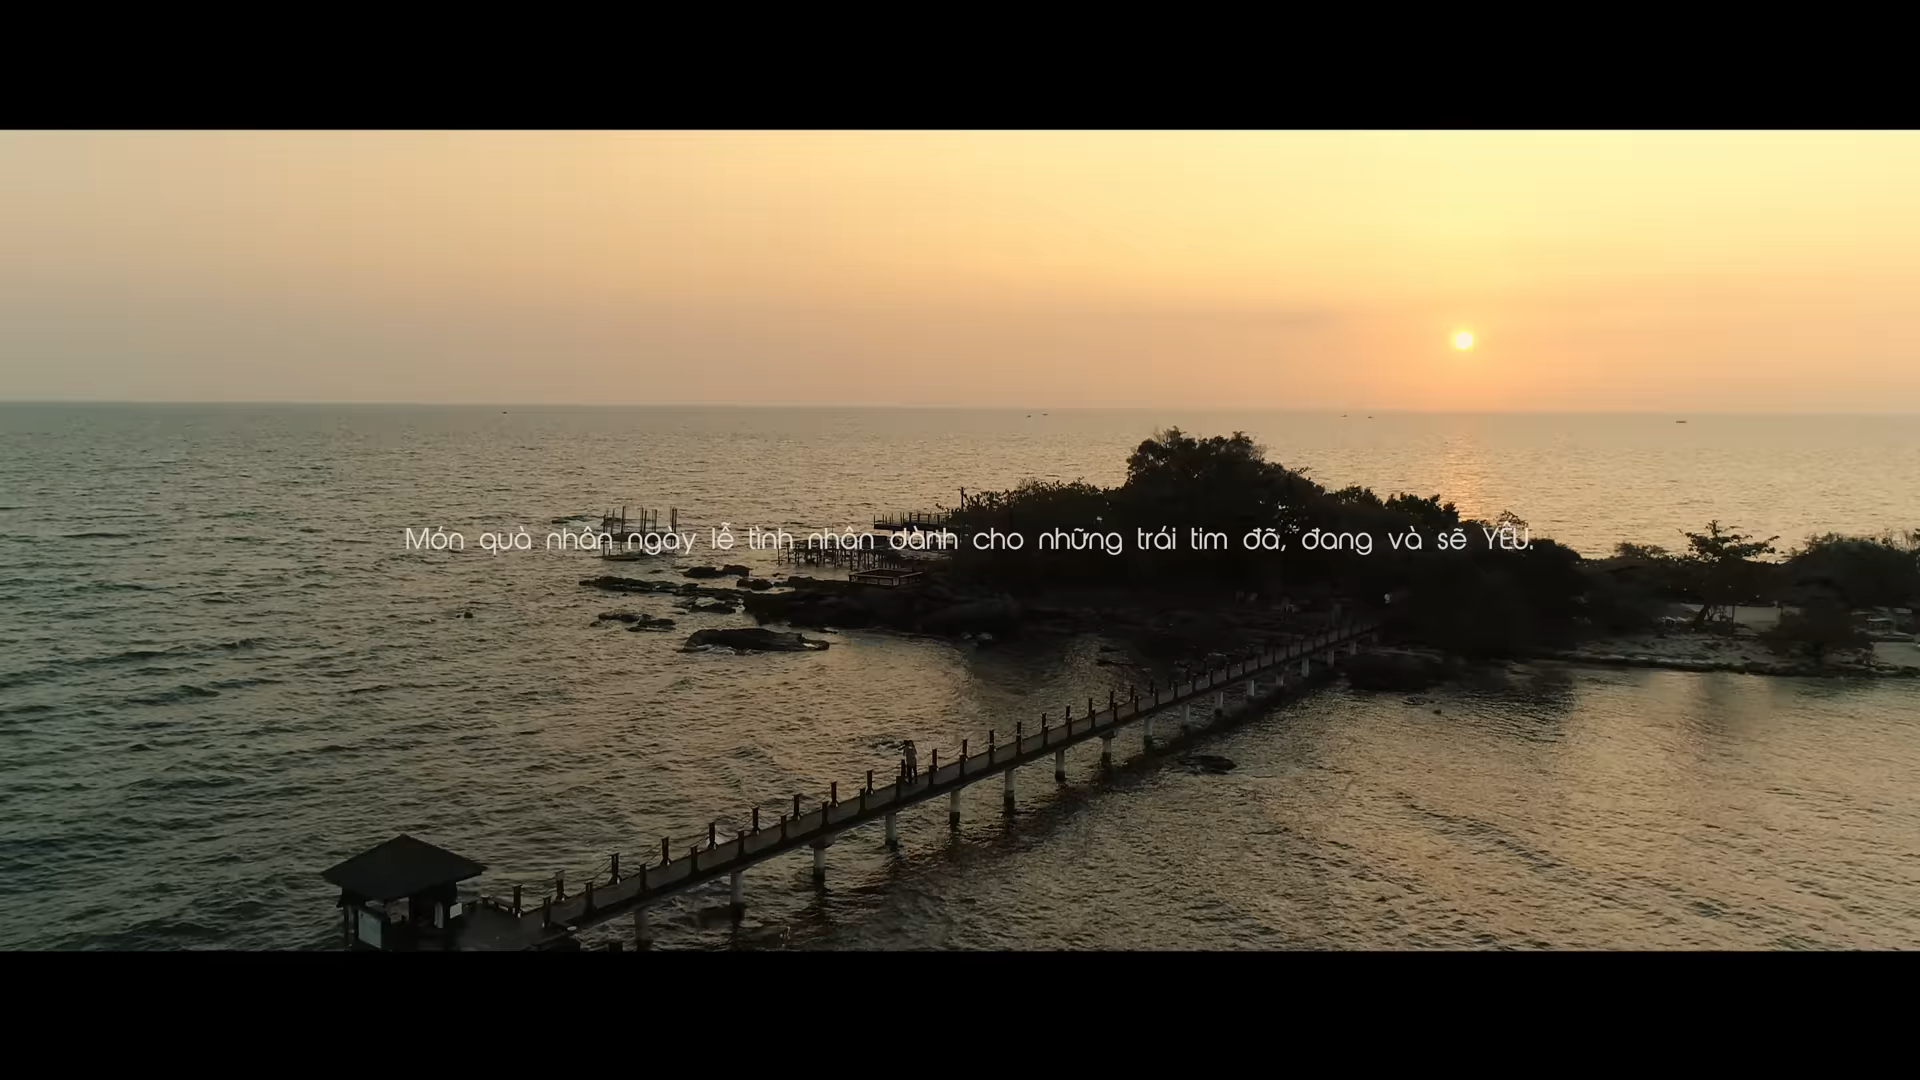 Món quà nhân ngày lễ tình nhân dành cho những trái tim đã, đang và sẽ YÊU.